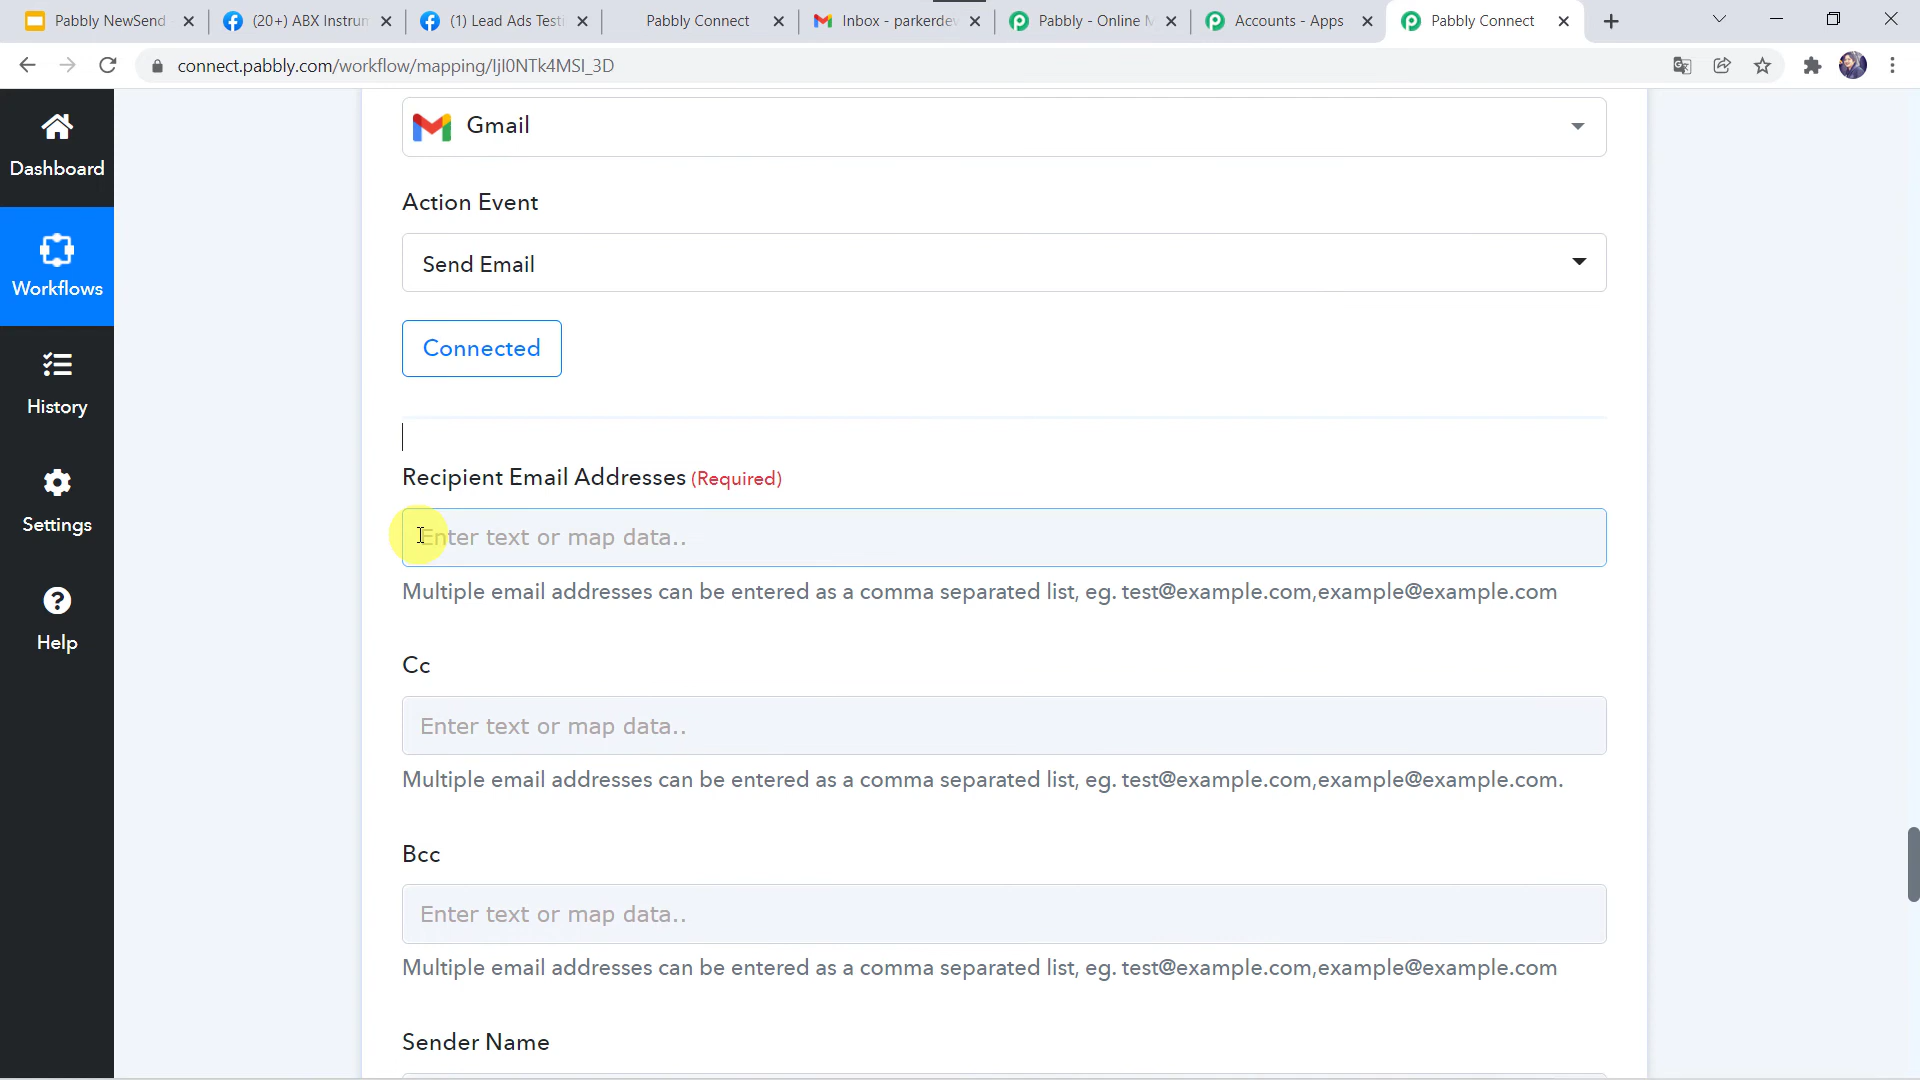 Pabbly NewSend
(20+) ABX Instrum
(1) Lead Ads Testi
Pabbly Connect
Inbox - parkerdev
Pabbly - Online M
Accounts - Apps
Pabbly Connect
connect.pabbly.com/workflow/mapping/IjI0NTk4MSI_3D
Gmail
Dashboard
Action Event
Send Email
Workflows
Connected
History
Recipient Email Addresses (Required)
Settings
Enter text or map data..
Multiple email addresses can be entered as a comma separated list, eg. test@example.com,example@example.com
Help
Cc
Enter text or map data..
Multiple email addresses can be entered as a comma separated list, eg. test@example.com,example@example.com.
Bcc
Enter text or map data..
Multiple email addresses can be entered as a comma separated list, eg. test@example.com,example@example.com
Sender Name